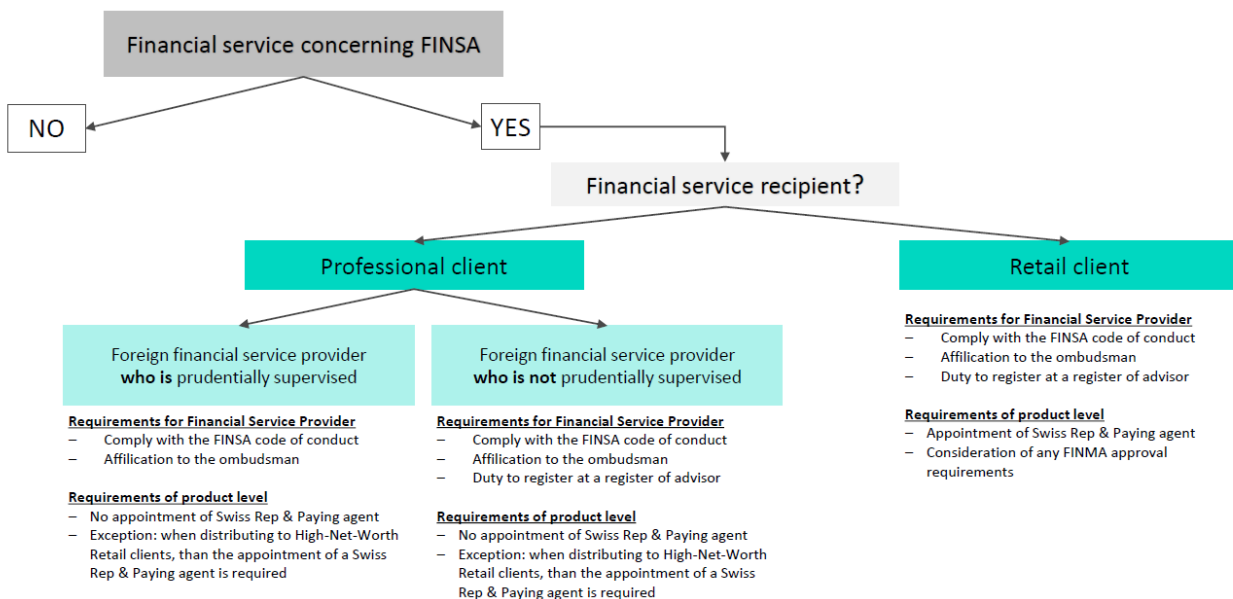 Financial service concerning FINSA
NO
YES
Financial service recipient?
Professional client
Retail client
Foreign financial service provider
who is prudentially supervised
Foreign financial service provider
who is not prudentially supervised
Requirements for Financial Service Provider
– Comply with the FINSA code of conduct
– Affilication to the ombudsman
Requirements of product level
– No appointment of Swiss Rep & Paying agent
– Exception: when distributing to High-Net-Worth
Retail clients, than the appointment of a Swiss
Rep & Paying agent is required
Requirements for Financial Service Provider
– Comply with the FINSA code of conduct
– Affilication to the ombudsman
– Duty to register at a register of advisor
Requirements of product level
– No appointment of Swiss Rep & Paying agent
– Exception: when distributing to High-Net-Worth
Retail clients, than the appointment of a Swiss
Rep & Paying agent is required
Requirements for Financial Service Provider
– Comply with the FINSA code of conduct
– Affilication to the ombudsman
– Duty to register at a register of advisor
Requirements of product level
– Appointment of Swiss Rep & Paying agent
– Consideration of any FINMA approval
requirements